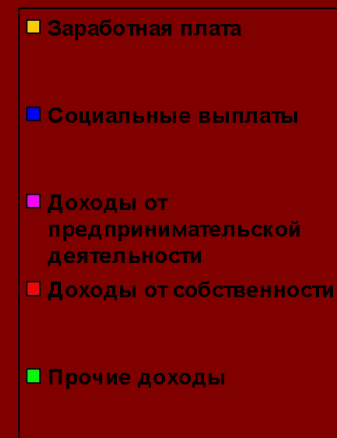 Заработная плата
Социальные выплаты
Доходы от
предпринимательской
деятельности
Доходы от собственности
Прочие доходы